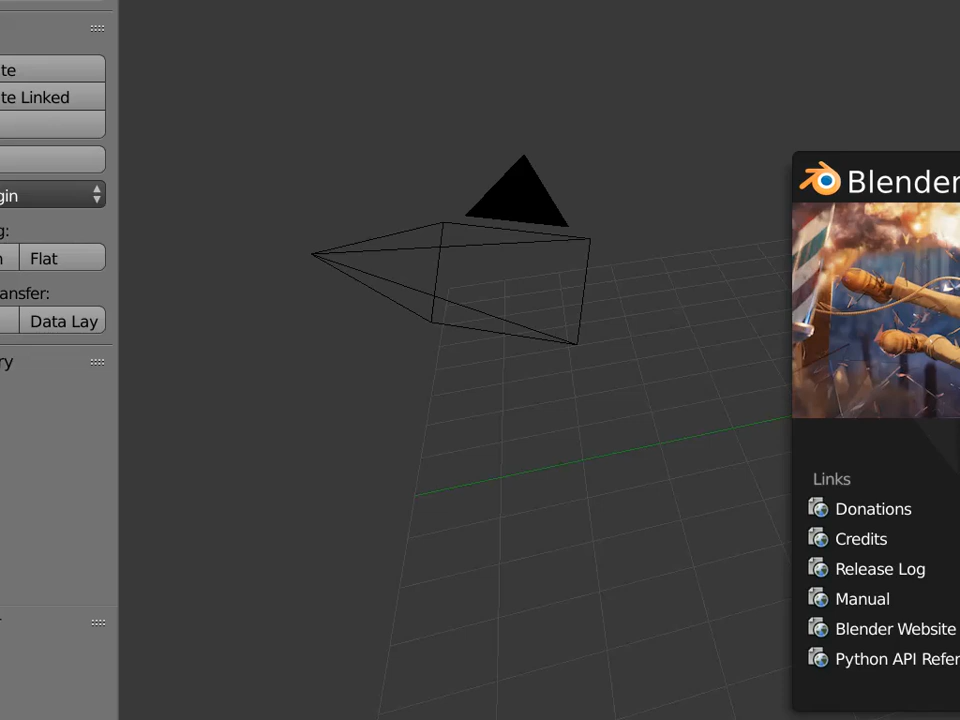 te
te Linked
gin
g:
n
Flat
ansfer:
Data Lay
ry
Blender
Links
Donations
Credits
Release Log
Manual
Blender Website
Python API Refer